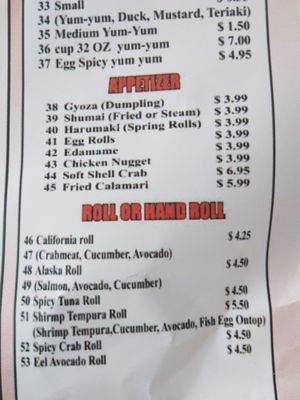 33 Small
34 (Yum-yum, Duck, Mustard, Teriaki)
35 Medium Yum-Yum $ 1.50
36 cup 32 OZ yum-yum $ 7.00
37 Egg Spicy yum yum $ 4.95
APPETIZER
38 Gyoza (Dumpling) $ 3.99
39 Shumai (Fried or Steam) $ 3.99
40 Harumaki (Spring Rolls) $ 3.99
41 Egg Rolls $ 3.99
42 Edamame $ 3.99
43 Chicken Nugget $ 3.99
44 Soft Shell Crab $ 6.95
45 Fried Calamari $ 5.99
ROLL OR HAND ROLL
46 California roll $ 4.25
47 (Crabmeat, Cucumber, Avocado)
48 Alaska Roll $ 4.50
49 (Salmon, Avocado, Cucumber)
50 Spicy Tuna Roll $ 4.50
51 Shirmp Tempura Roll $ 5.50
(Shrimp Tempura,Cucumber, Avocado, Fish Egg Ontop)
52 Spicy Crab Roll $ 4.50
53 Eel Avocado Roll $ 4.50